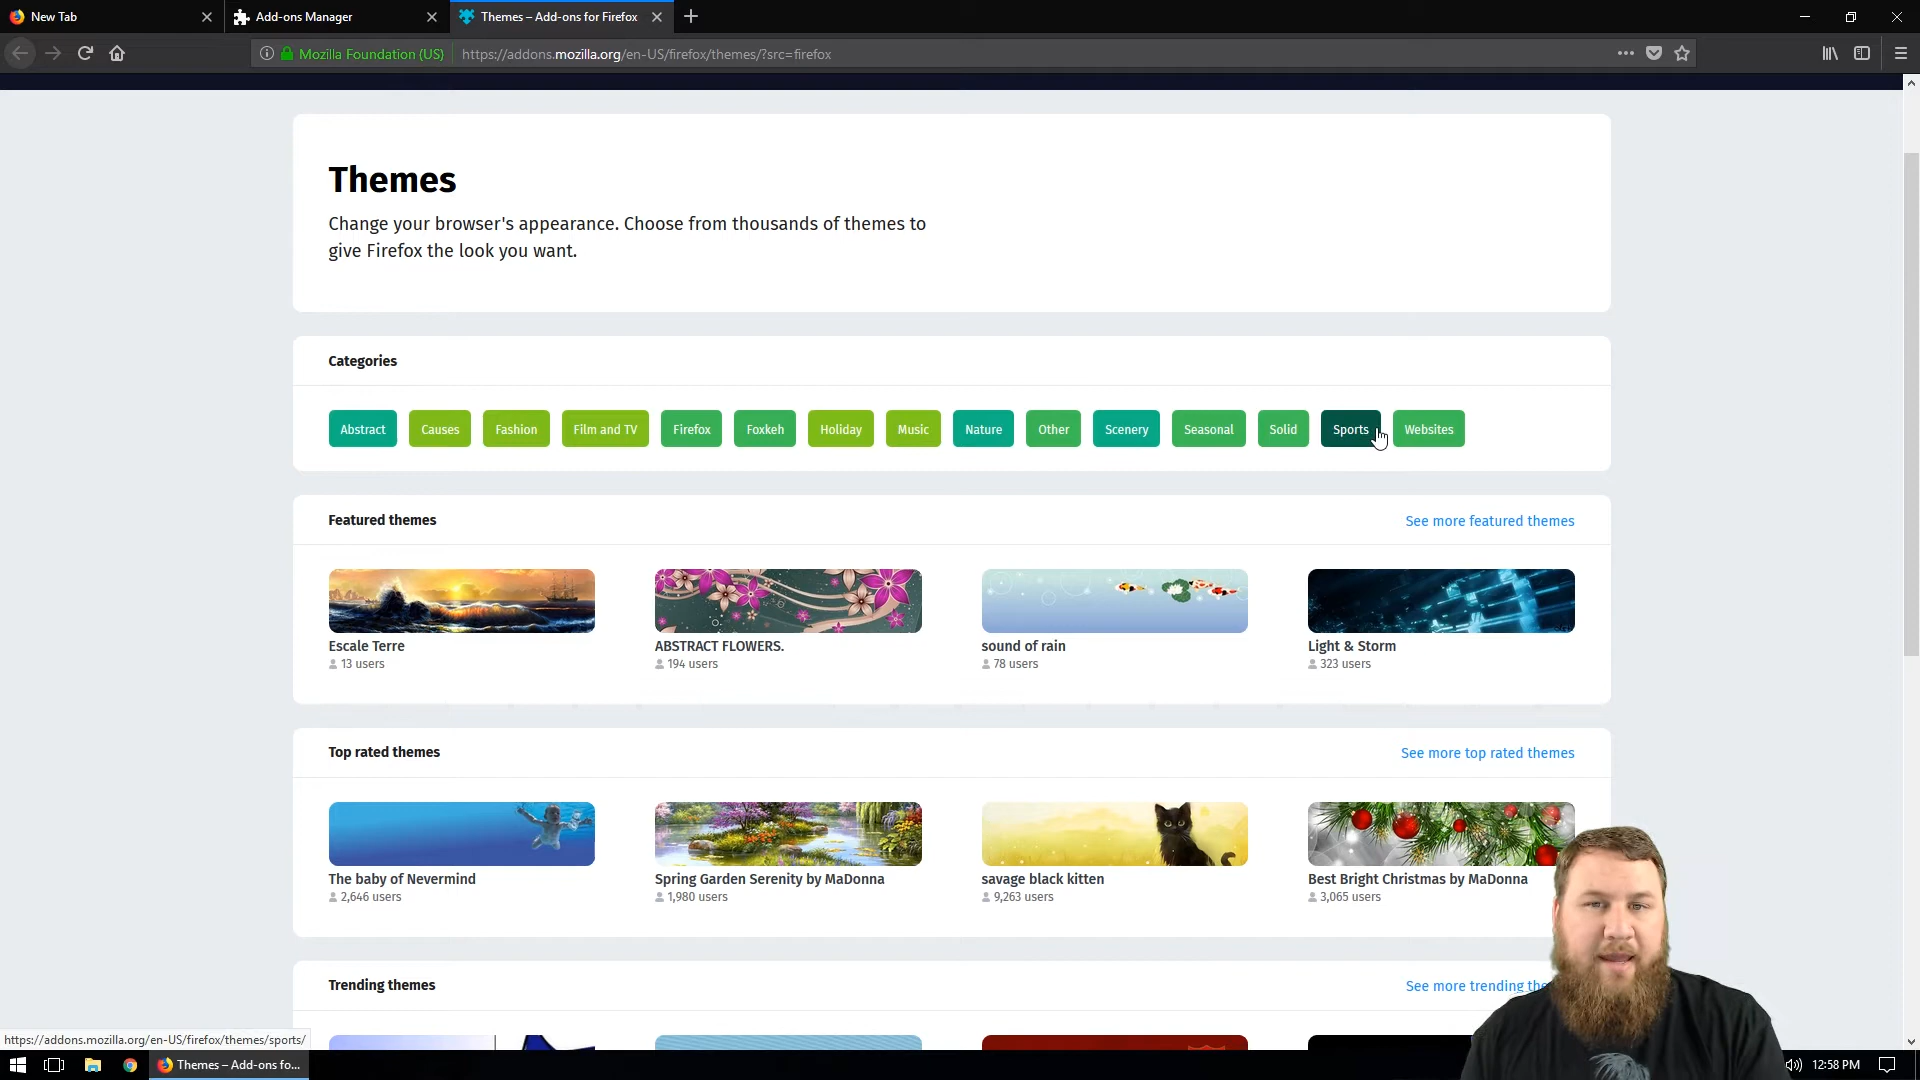 New Tab
Add-ons Manager
Themes – Add-ons for Firefox
Mozilla Foundation (US)
https://addons.mozilla.org/en-US/firefox/themes/?src=firefox
Themes
Change your browser's appearance. Choose from thousands of themes to
give Firefox the look you want.
Categories
Abstract
Causes
Fashion
Film and TV
Firefox
Foxkeh
Holiday
Music
Nature
Other
Scenery
Seasonal
Solid
Sports
Websites
Featured themes
See more featured themes
Escale Terre
ABSTRACT FLOWERS.
sound of rain
Light & Storm
13 users
194 users
78 users
323 users
Top rated themes
See more top rated themes
The baby of Nevermind
Spring Garden Serenity by MaDonna
savage black kitten
Best Bright Christmas by MaDonna
2,646 users
1,980 users
9,263 users
3,065 users
Trending themes
See more trending the
https://addons.mozilla.org/en-US/firefox/themes/sports/
Themes – Add-ons fo...
12:58 PM